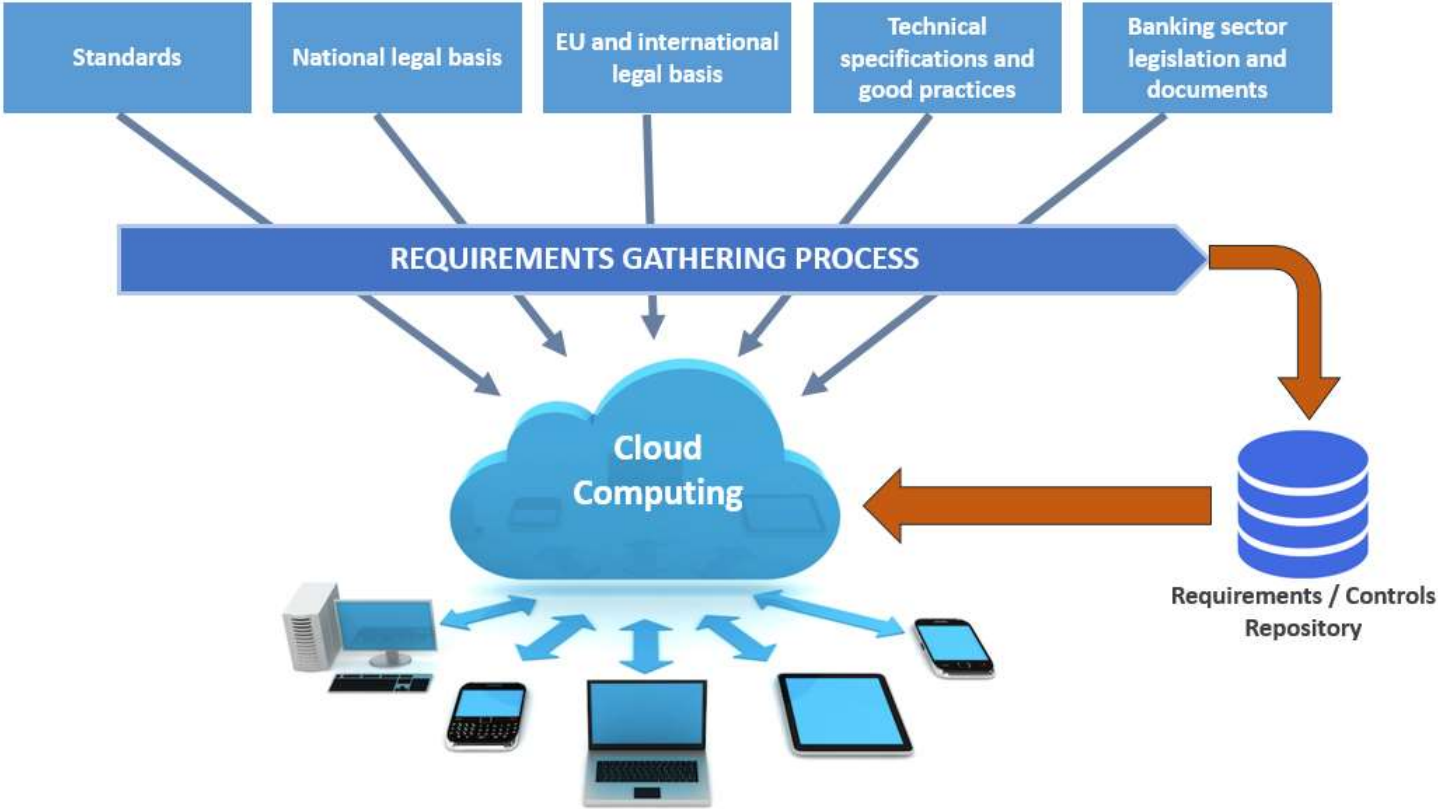 Standards
National legal basis
EU and international
legal basis
Technical
specifications and
good practices
Banking sector
legislation and
documents
REQUIREMENTS GATHERING PROCESS
Cloud
Computing
Requirements / Controls
Repository